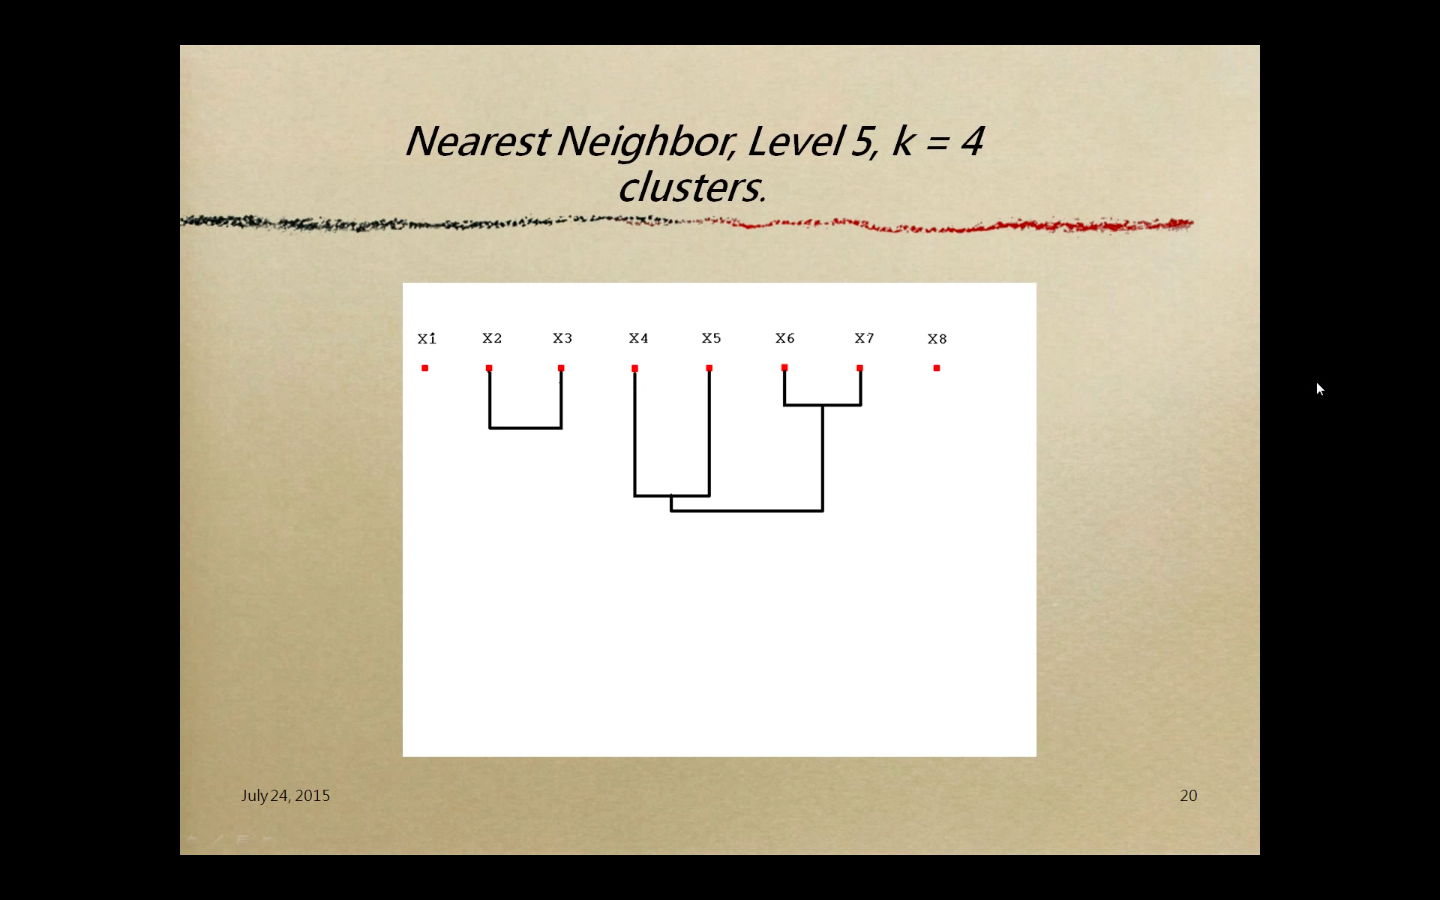 Nearest Neighbor, Level 5, k = 4
clusters.
X1 X2 X3 X4 X5 X6 X7 X8
July 24, 2015
20